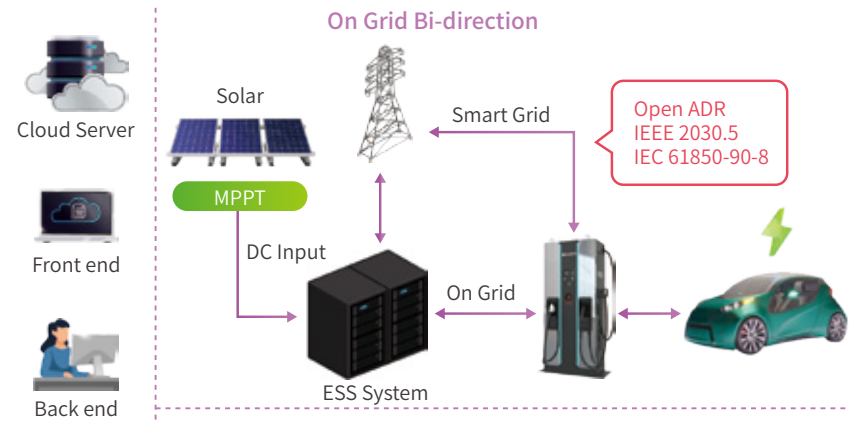 On Grid Bi-direction
Cloud Server
Front end
Back end
Solar
MPPT
DC Input
ESS System
Smart Grid
On Grid
Open ADR
IEEE 2030.5
IEC 61850-90-8